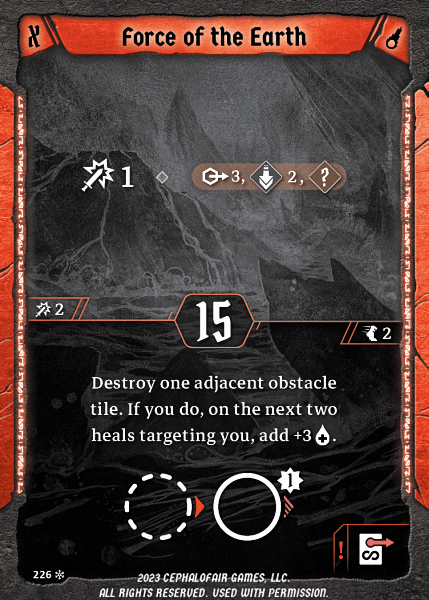 X
Force of the Earth
1
3,
2,
?
2
15
2
Destroy one adjacent obstacle
tile. If you do, on the next two
heals targeting you, add +3 .
1
!
226
2023 CEPHALOFAIR GAMES, LLC.
ALL RIGHTS RESERVED. USED WITH PERMISSION.